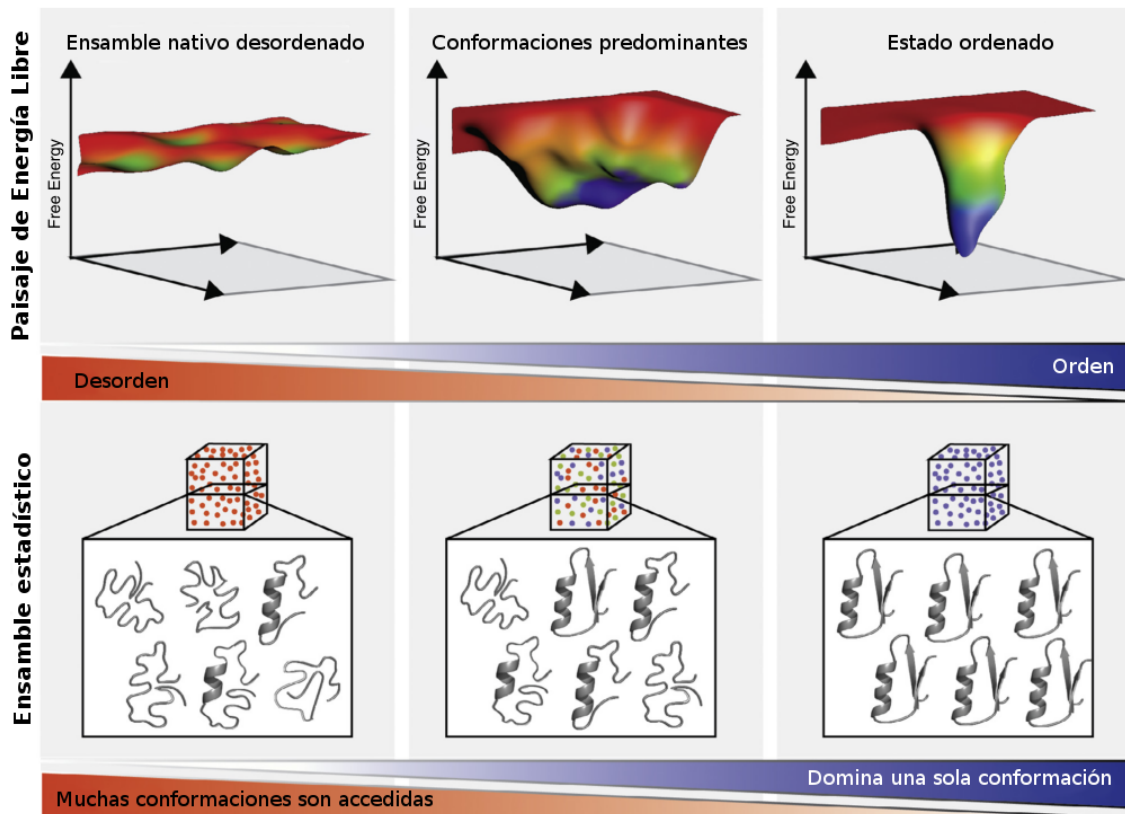 Paisaje de Energía Libre
Ensamble nativo desordenado
Conformaciones predominantes
Estado ordenado
Free Energy
Free Energy
Free Energy
Orden
Desorden
Ensamble estadístico
Domina una sola conformación
Muchas conformaciones son accedidas